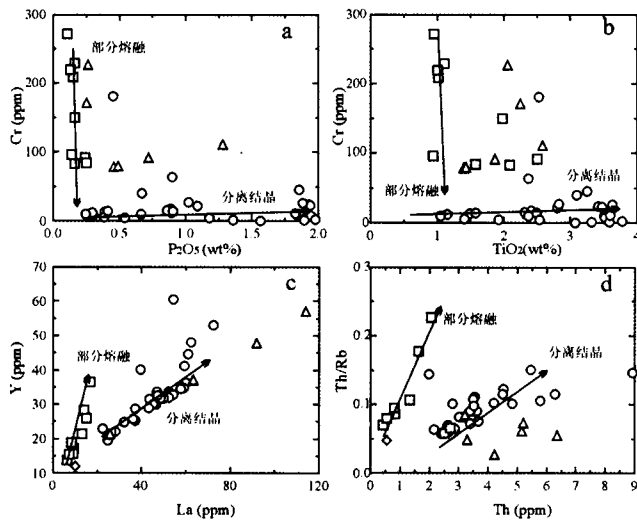 a
部分熔融
分离结晶
Cr (ppm)
300
200
100
0
0.0
0.5
1.0
1.5
2.0
P₂O₅(wt%)
b
部分熔融
分离结晶
Cr (ppm)
300
200
100
0
0
1
2
3
4
TiO₂(wt%)
c
部分熔融
分离结晶
Y (ppm)
70
60
50
40
30
20
10
0
40
80
120
La (ppm)
d
部分熔融
分离结晶
Th/Rb
0.3
0.2
0.1
0.0
0
1
2
3
4
5
6
7
8
9
Th (ppm)